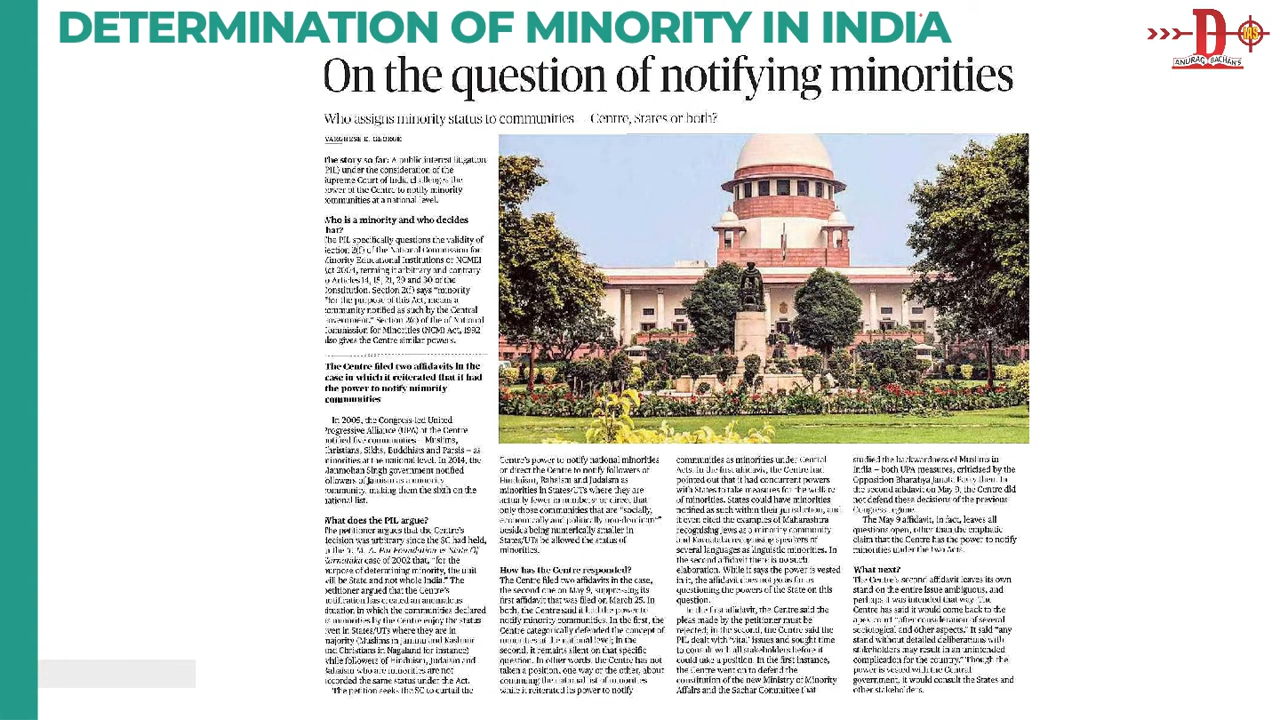 DETERMINATION OF MINORITY IN INDIA
D
IAS
ANURAG BACHAN'S
On the question of notifying minorities
Who assigns minority status to communities — Centre, States or both?
VARGHESE K. GEORGE
The story so far: A public interest litigation
(PIL) under the consideration of the
Supreme Court of India, challenges the
power of the Centre to notify minority
communities at a national level.
Who is a minority and who decides
that?
The PIL specifically questions the validity of
Section 2(f) of the National Commission for
Minority Educational Institutions or NCMEI
Act 2004, terming it arbitrary and contrary
to Articles 14, 15, 21, 29 and 30 of the
Constitution. Section 2(f) says "minority
"for the purpose of this Act, means a
community notified as such by the Central
Government." Section 2(c) of the of National
Commission for Minorities (NCM) Act, 1992
also gives the Centre similar powers.
The Centre filed two affidavits in the
case in which it reiterated that it had
the power to notify minority
communities
In 2005, the Congress-led United
Progressive Alliance (UPA) at the Centre
notified five communities — Muslims,
Christians, Sikhs, Buddhists and Parsis — as
minorities at the national level. In 2014, the
Manmohan Singh government notified
followers of Jainism as a minority
community, making them the sixth on the
national list.
What does the PIL argue?
The petitioner argues that the Centre's
decision was arbitrary since the SC had held,
in the T. M. A. Pai Foundation vs State Of
Karnataka case of 2002 that, "for the
purpose of determining minority, the unit
will be State and not whole India." The
petitioner argued that the Centre's
notification has created an anomalous
situation in which the communities declared
as minorities by the Centre enjoy the status
even in States/UTs where they are in
majority (Muslims in Jammu and Kashmir
and Christians in Nagaland for instance)
while followers of Hinduism, Judaism and
Bahaism who are minorities are not
accorded the same status under the Act.
The petition seeks the SC to curtail the
Centre's power to notify national minorities
or direct the Centre to notify followers of
Hinduism, Bahaism and Judaism as
minorities in States/UTs where they are
actually fewer in numbers; or direct that
only those communities that are "socially,
economically and politically non-dominant"
besides being numerically smaller in
States/UTs be allowed the status of
minorities.
How has the Centre responded?
The Centre filed two affidavits in the case,
the second one on May 9, suppressing its
first affidavit that was filed on March 25. In
both, the Centre said it had the power to
notify minority communities. In the first, the
Centre categorically defended the concept of
minorities at the national level; in the
second, it remains silent on that specific
question. In other words, the Centre has not
taken a position, one way or the other, about
continuing the national list of minorities
while it reiterated its power to notify
communities as minorities under Central
Acts. In the first affidavit, the Centre had
pointed out that it had concurrent powers
with States to take measures for the welfare
of minorities. States could have minorities
notified as such within their jurisdiction, and
it even cited the examples of Maharashtra
recognising Jews as a minority community
and Karnataka recognising speakers of
several languages as linguistic minorities. In
the second affidavit there is no such
elaboration. While it says the power is vested
in it, the affidavit does not go as far as
questioning the powers of the State on this
question.
In the first affidavit, the Centre said the
pleas made by the petitioner must be
rejected; in the second, the Centre said the
PIL dealt with "vital" issues and sought time
to consult with all stakeholders before it
could take a position. In the first instance,
the Centre went on to defend the
constitution of the new Ministry of Minority
Affairs and the Sachar Committee that
studied the backwardness of Muslims in
India — both UPA measures, criticised by the
Opposition Bharatiya Janata Party then. In
the second affidavit on May 9, the Centre did
not defend these decisions of the previous
Congress regime.
The May 9 affidavit, in fact, leaves all
questions open, other than the emphatic
claim that the Centre has the power to notify
minorities under the two Acts.
What next?
The Centre's second affidavit leaves its own
stand on the entire issue ambiguous, and
perhaps it was intended that way. The
Centre has said it would come back to the
apex court "after consideration of several
sociological and other aspects." It said "any
stand without detailed deliberations with
stakeholders may result in an unintended
complication for the country." Though the
power is vested with the Central
government, it would consult the States and
other stakeholders.